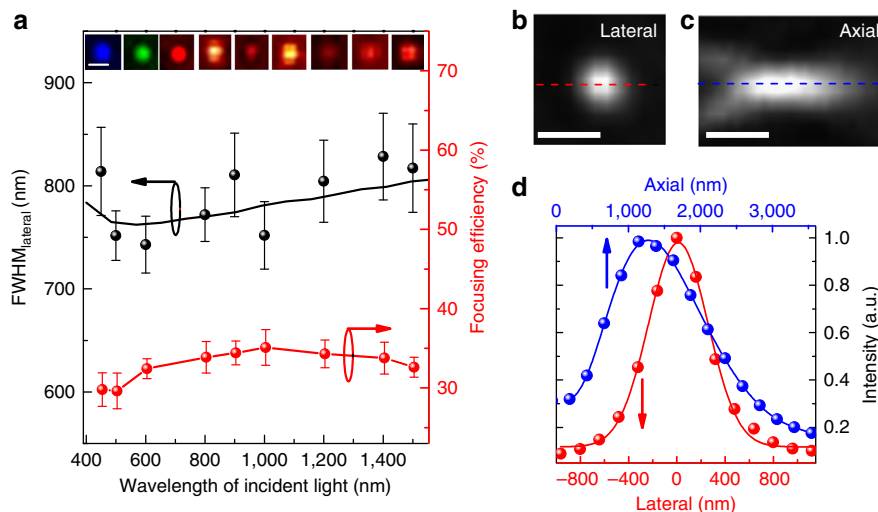 a
900
800
700
600
FWHMlateral (nm)
400
600
800
1,000
1,200
1,400
Wavelength of incident light (nm)
70
60
50
40
30
Focusing efficiency (%)
b
Lateral
c
Axial
d
Axial (nm)
0
1,000
2,000
3,000
1.0
0.8
0.6
0.4
0.2
Intensity (a.u.)
−800
−400
0
400
800
Lateral (nm)